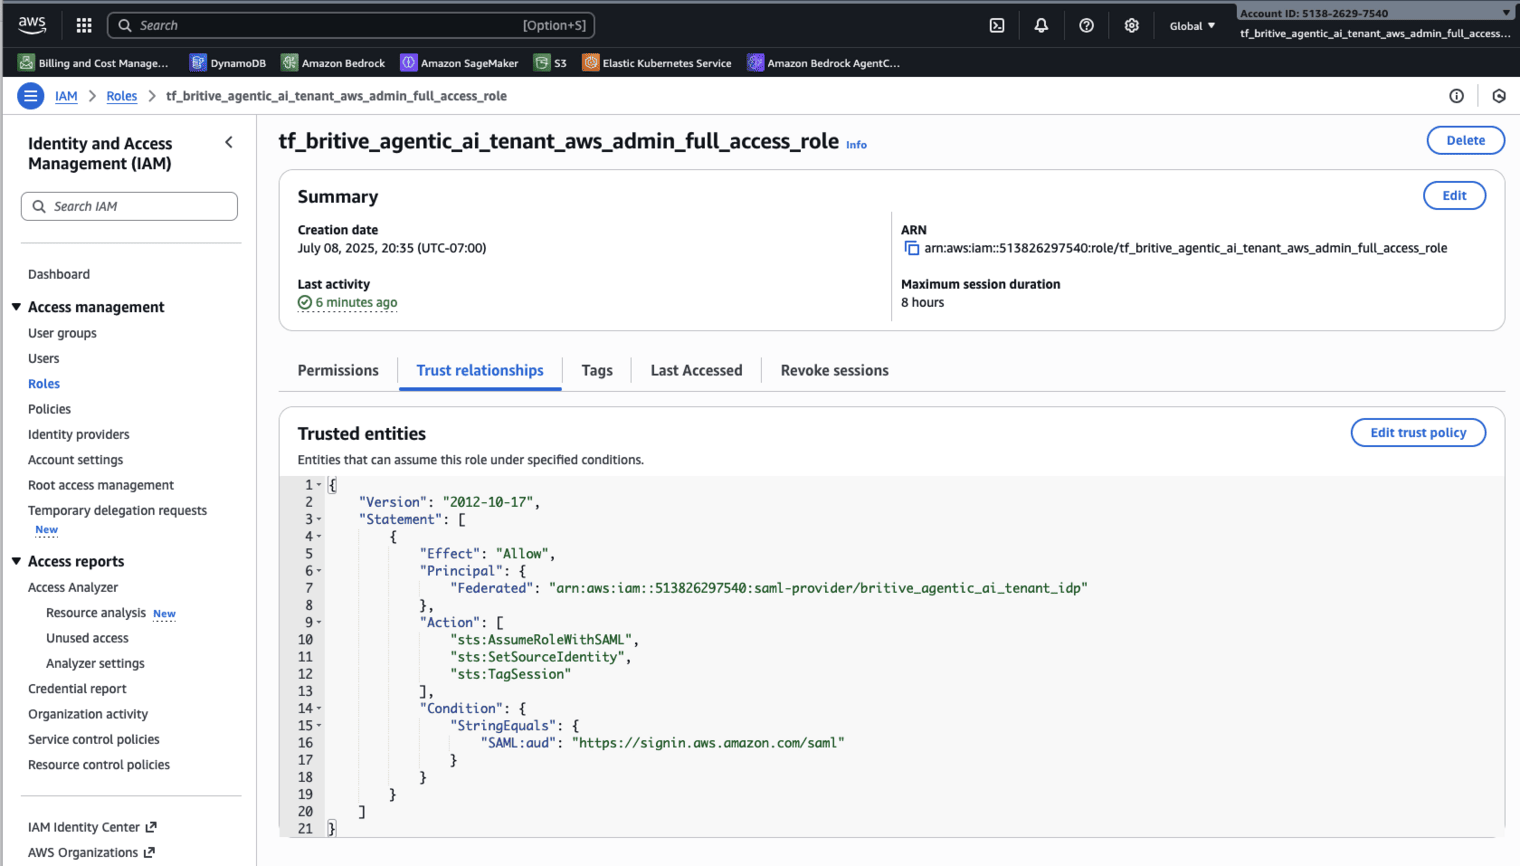 aws
Search [Option+S]
Global
Account ID: 5138-2629-7540
tf_britive_agentic_ai_tenant_aws_admin_full_access...
Billing and Cost Manage...
DynamoDB
Amazon Bedrock
Amazon SageMaker
S3
Elastic Kubernetes Service
Amazon Bedrock AgentC...
IAM
Roles
tf_britive_agentic_ai_tenant_aws_admin_full_access_role
Identity and Access
Management (IAM)
Search IAM
Dashboard
Access management
User groups
Users
Roles
Policies
Identity providers
Account settings
Root access management
Temporary delegation requests
New
Access reports
Access Analyzer
Resource analysis New
Unused access
Analyzer settings
Credential report
Organization activity
Service control policies
Resource control policies
IAM Identity Center
AWS Organizations
tf_britive_agentic_ai_tenant_aws_admin_full_access_role Info
Delete
Summary
Edit
Creation date
July 08, 2025, 20:35 (UTC-07:00)
Last activity
6 minutes ago
ARN
arn:aws:iam::513826297540:role/tf_britive_agentic_ai_tenant_aws_admin_full_access_role
Maximum session duration
8 hours
Permissions
Trust relationships
Tags
Last Accessed
Revoke sessions
Trusted entities
Edit trust policy
Entities that can assume this role under specified conditions.
1 {
2 "Version": "2012-10-17",
3 "Statement": [
4 {
5 "Effect": "Allow",
6 "Principal": {
7 "Federated": "arn:aws:iam::513826297540:saml-provider/britive_agentic_ai_tenant_idp"
8 },
9 "Action": [
10 "sts:AssumeRoleWithSAML",
11 "sts:SetSourceIdentity",
12 "sts:TagSession"
13 ],
14 "Condition": {
15 "StringEquals": {
16 "SAML:aud": "https://signin.aws.amazon.com/saml"
17 }
18 }
19 }
20 ]
21 }